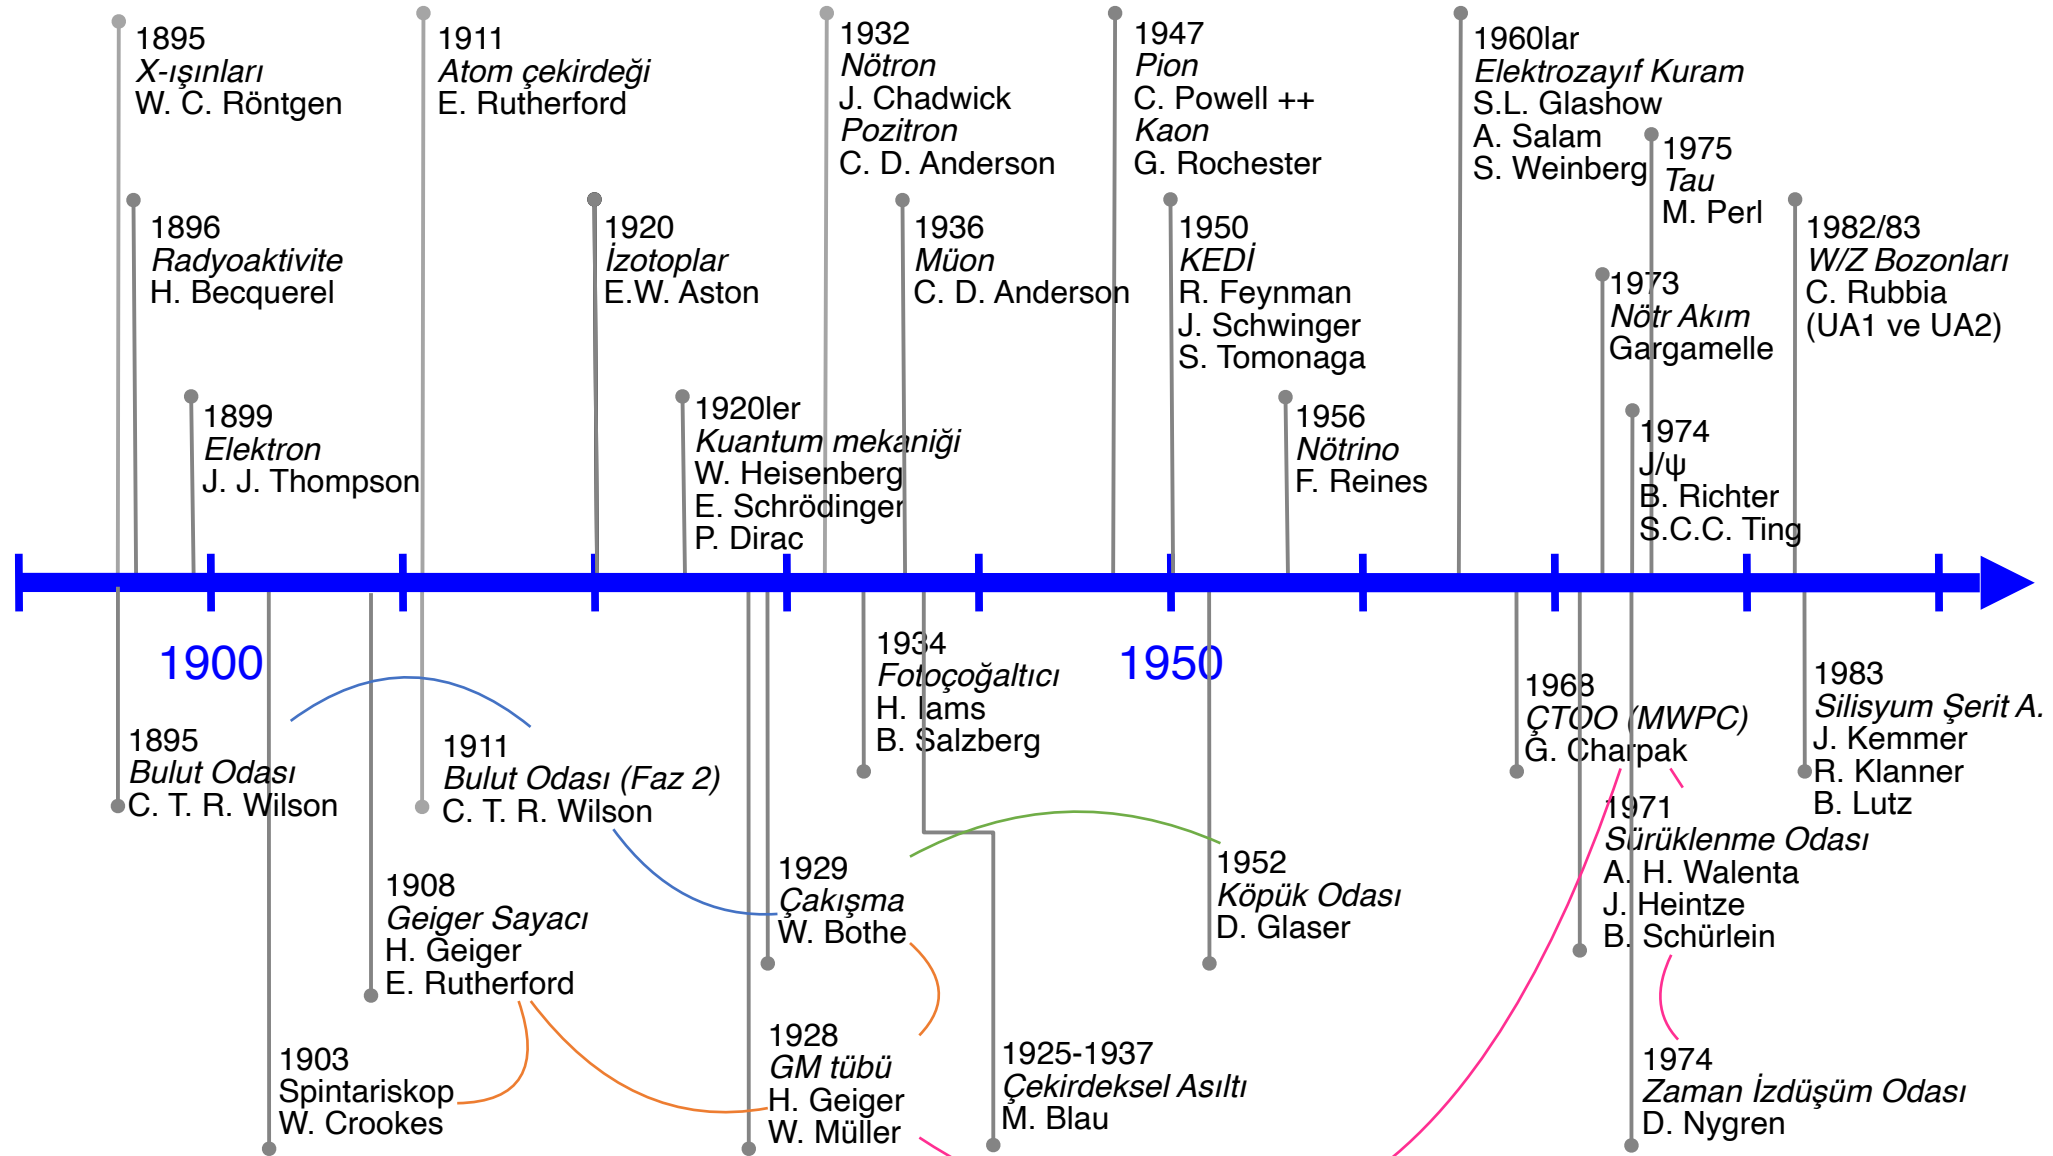 1895
X-ışınları
W. C. Röntgen
1911
Atom çekirdeği
E. Rutherford
1932
Nötron
J. Chadwick
Pozitron
C. D. Anderson
1947
Pion
C. Powell ++
Kaon
G. Rochester
1960lar
Elektrozayıf Kuram
S.L. Glashow
A. Salam
S. Weinberg
1975
Tau
M. Perl
1896
Radyoaktivite
H. Becquerel
1920
İzotoplar
E.W. Aston
1936
Müon
C. D. Anderson
1950
KEDİ
R. Feynman
J. Schwinger
S. Tomonaga
1973
Nötr Akım
Gargamelle
1982/83
W/Z Bozonları
C. Rubbia
(UA1 ve UA2)
1899
Elektron
J. J. Thompson
1920ler
Kuantum mekaniği
W. Heisenberg
E. Schrödinger
P. Dirac
1956
Nötrino
F. Reines
1974
J/ψ
B. Richter
S.C.C. Ting
1900
1950
1895
Bulut Odası
C. T. R. Wilson
1911
Bulut Odası (Faz 2)
C. T. R. Wilson
1934
Fotoçoğaltıcı
H. Iams
B. Salzberg
1968
ÇTOO (MWPC)
G. Charpak
1983
Silisyum Şerit A.
J. Kemmer
R. Klanner
B. Lutz
1908
Geiger Sayacı
H. Geiger
E. Rutherford
1929
Çakışma
W. Bothe
1952
Köpük Odası
D. Glaser
1971
Sürüklenme Odası
A. H. Walenta
J. Heintze
B. Schürlein
1903
Spintariskop
W. Crookes
1928
GM tübü
H. Geiger
W. Müller
1925-1937
Çekirdeksel Asıltı
M. Blau
1974
Zaman İzdüşüm Odası
D. Nygren